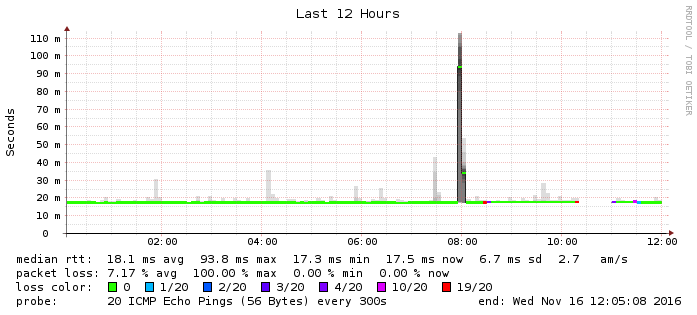 Last 12 Hours
RRDTOOL / TOBI OETIKER
Seconds
110 m
100 m
90 m
80 m
70 m
60 m
50 m
40 m
30 m
20 m
10 m
0
02:00 04:00 06:00 08:00 10:00 12:00
median rtt: 18.1 ms avg 93.8 ms max 17.3 ms min 17.5 ms now 6.7 ms sd 2.7 am/s
packet loss: 7.17 % avg 100.00 % max 0.00 % min 0.00 % now
loss color: 0 1/20 2/20 3/20 4/20 10/20 19/20
probe: 20 ICMP Echo Pings (56 Bytes) every 300s end: Wed Nov 16 12:05:08 2016